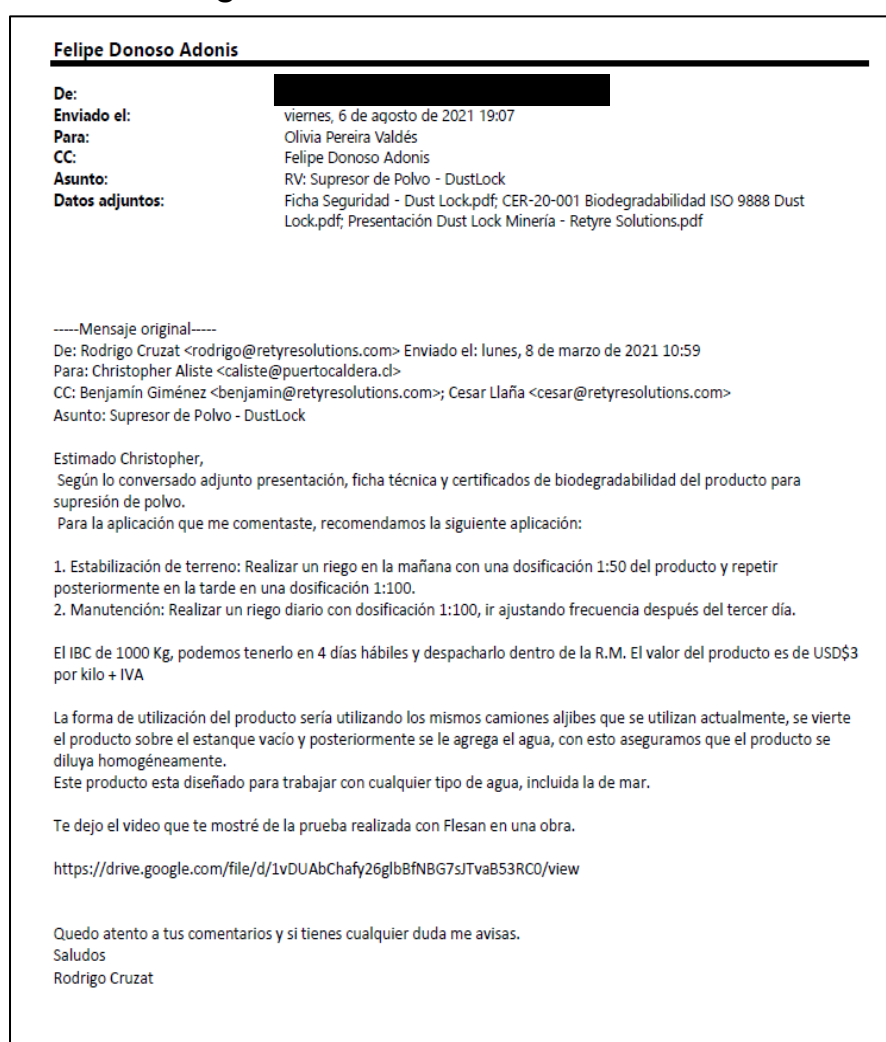 Felipe Donoso Adonis
De:
Enviado el: viernes, 6 de agosto de 2021 19:07
Para: Olivia Pereira Valdés
CC: Felipe Donoso Adonis
Asunto: RV: Supresor de Polvo - DustLock
Datos adjuntos: Ficha Seguridad - Dust Lock.pdf; CER-20-001 Biodegradabilidad ISO 9888 Dust
Lock.pdf; Presentación Dust Lock Minería - Retyre Solutions.pdf
-----Mensaje original-----
De: Rodrigo Cruzat <rodrigo@retyresolutions.com> Enviado el: lunes, 8 de marzo de 2021 10:59
Para: Christopher Aliste <caliste@puertocaldera.cl>
CC: Benjamín Giménez <benjamin@retyresolutions.com>; Cesar Llaña <cesar@retyresolutions.com>
Asunto: Supresor de Polvo - DustLock
Estimado Christopher,
Según lo conversado adjunto presentación, ficha técnica y certificados de biodegradabilidad del producto para
supresión de polvo.
Para la aplicación que me comentaste, recomendamos la siguiente aplicación:
1. Estabilización de terreno: Realizar un riego en la mañana con una dosificación 1:50 del producto y repetir
posteriormente en la tarde en una dosificación 1:100.
2. Manutención: Realizar un riego diario con dosificación 1:100, ir ajustando frecuencia después del tercer día.
El IBC de 1000 Kg, podemos tenerlo en 4 días hábiles y despacharlo dentro de la R.M. El valor del producto es de USD$3
por kilo + IVA
La forma de utilización del producto sería utilizando los mismos camiones aljibes que se utilizan actualmente, se vierte
el producto sobre el estanque vacío y posteriormente se le agrega el agua, con esto aseguramos que el producto se
diluya homogéneamente.
Este producto esta diseñado para trabajar con cualquier tipo de agua, incluida la de mar.
Te dejo el video que te mostré de la prueba realizada con Flesan en una obra.
https://drive.google.com/file/d/1vDUAbChafy26glbBfNBG7sJTvaB53RC0/view
Quedo atento a tus comentarios y si tienes cualquier duda me avisas.
Saludos
Rodrigo Cruzat